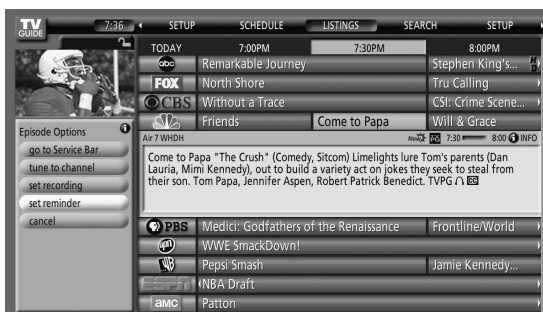 TV GUIDE
7:36 SETUP SCHEDULE LISTINGS SEARCH SETUP
TODAY 7:00PM 7:30PM 8:00PM
abc Remarkable Journey Stephen King's... HD
FOX North Shore Tru Calling
CBS Without a Trace CSI: Crime Scene...
Friends Come to Papa Will & Grace
Episode Options
go to Service Bar
tune to channel
set recording
set reminder
cancel
Air 7 WHDH New 7:30 8:00 INFO
Come to Papa "The Crush" (Comedy, Sitcom) Limelights lure Tom's parents (Dan
Lauria, Mimi Kennedy), out to build a variety act on jokes they seek to steal from
their son. Tom Papa, Jennifer Aspen, Robert Patrick Benedict. TVPG
PBS Medici: Godfathers of the Renaissance Frontline/World
upn WWE SmackDown!
WB Pepsi Smash Jamie Kennedy...
ESPN NBA Draft
amc Patton